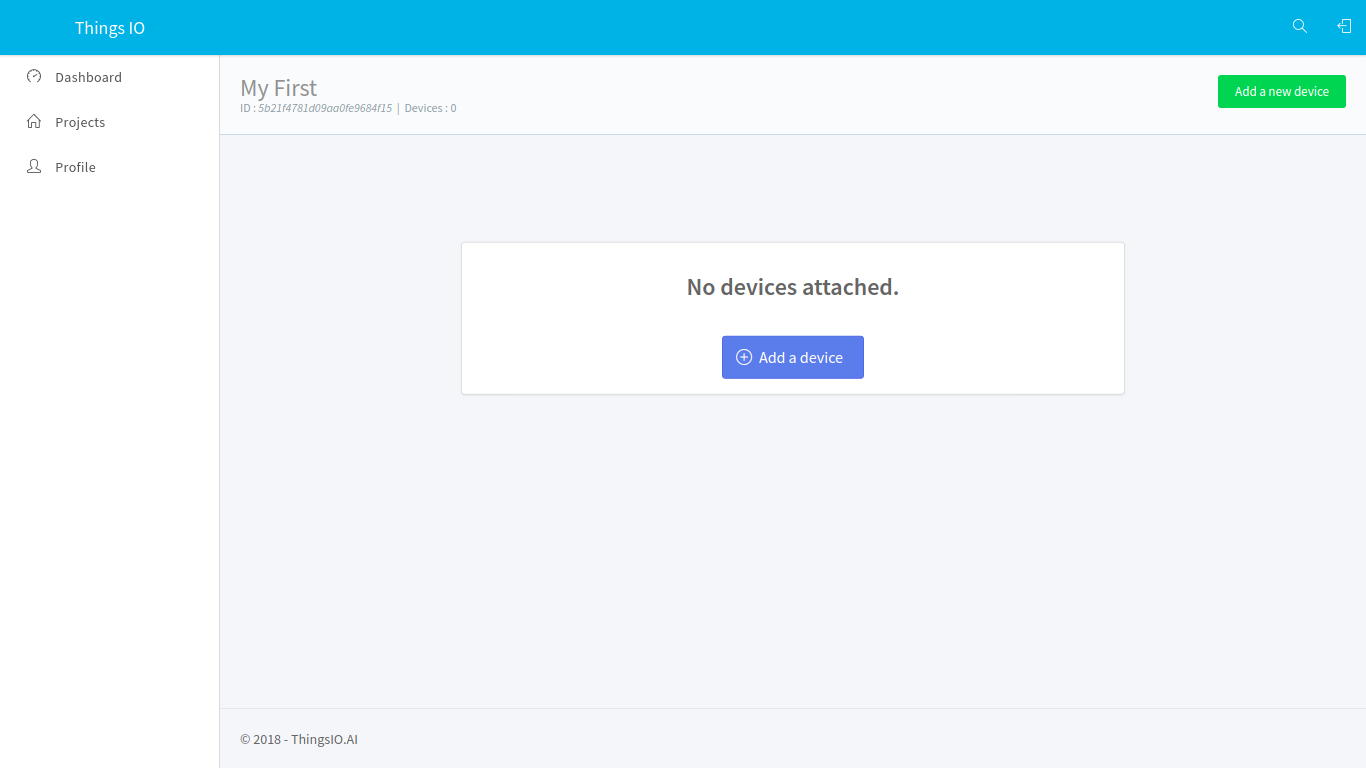 Things IO
Dashboard
Projects
Profile
My First
ID : 5b21f4781d09aa0fe9684f15 | Devices : 0
Add a new device
No devices attached.
Add a device
© 2018 - ThingsIO.AI